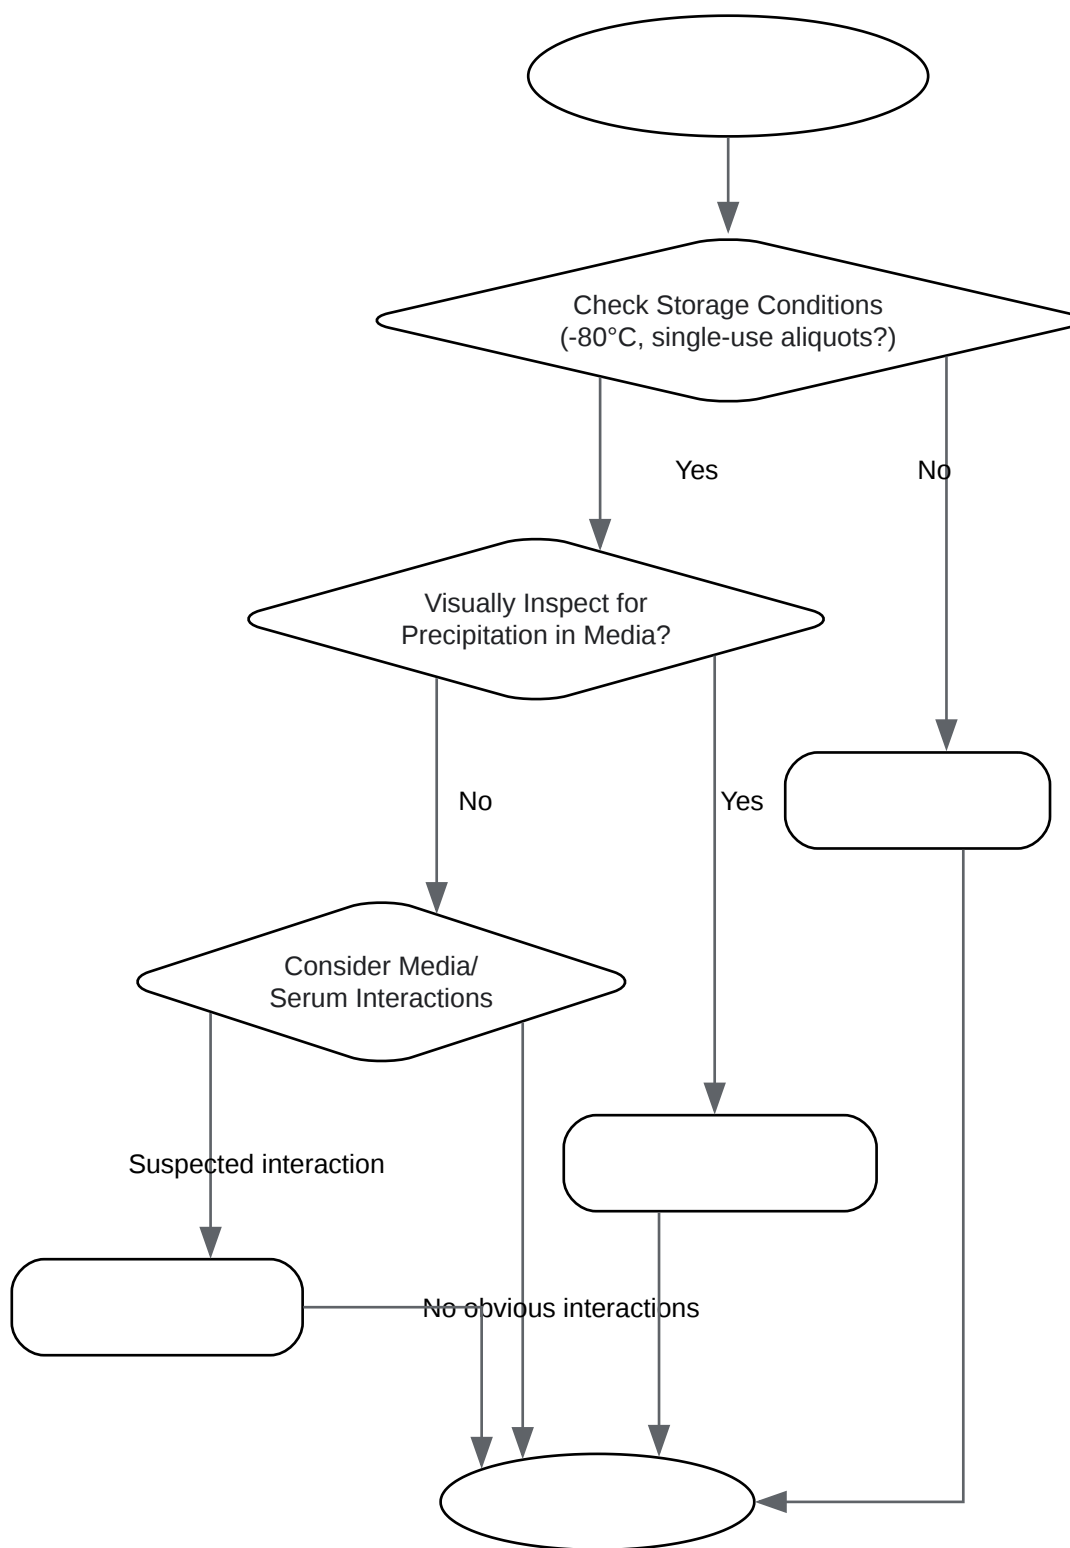 Check Storage Conditions
(-80°C, single-use aliquots?)
Yes
No
Visually Inspect for
Precipitation in Media?
No
Yes
Consider Media/
Serum Interactions
Suspected interaction
No obvious interactions